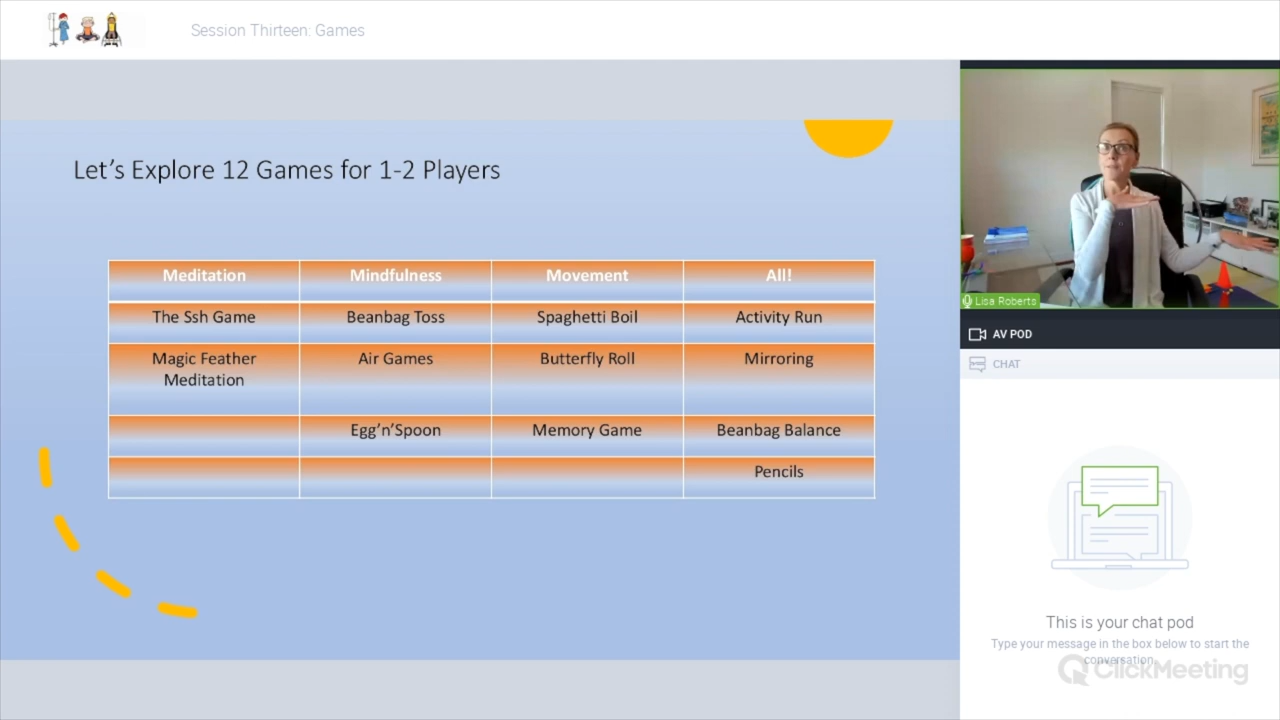 Session Thirteen: Games
Let's Explore 12 Games for 1-2 Players
Meditation Mindfulness Movement All!
The Ssh Game Beanbag Toss Spaghetti Boil Activity Run
Magic Feather Air Games Butterfly Roll Mirroring
Meditation
Egg'n'Spoon Memory Game Beanbag Balance
Pencils
Lisa Roberts
AV POD
CHAT
This is your chat pod
Type your message in the box below to start the
conversation.
ClickMeeting